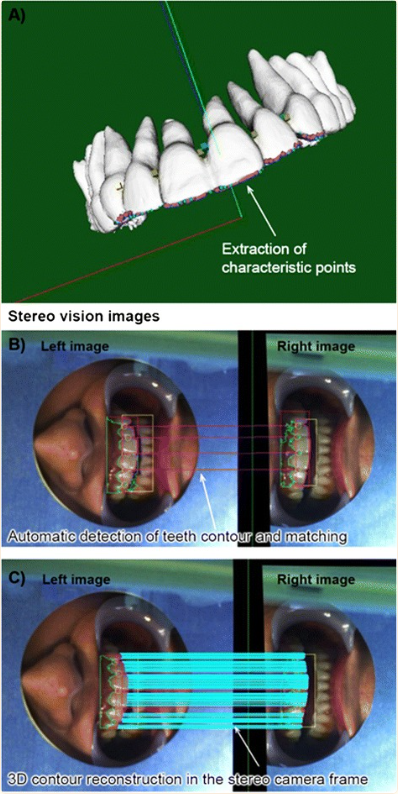 A)
Extraction of
characteristic points
Stereo vision images
B)
Left image
Right image
Automatic detection of teeth contour and matching
C)
Left image
Right image
3D contour reconstruction in the stereo camera frame